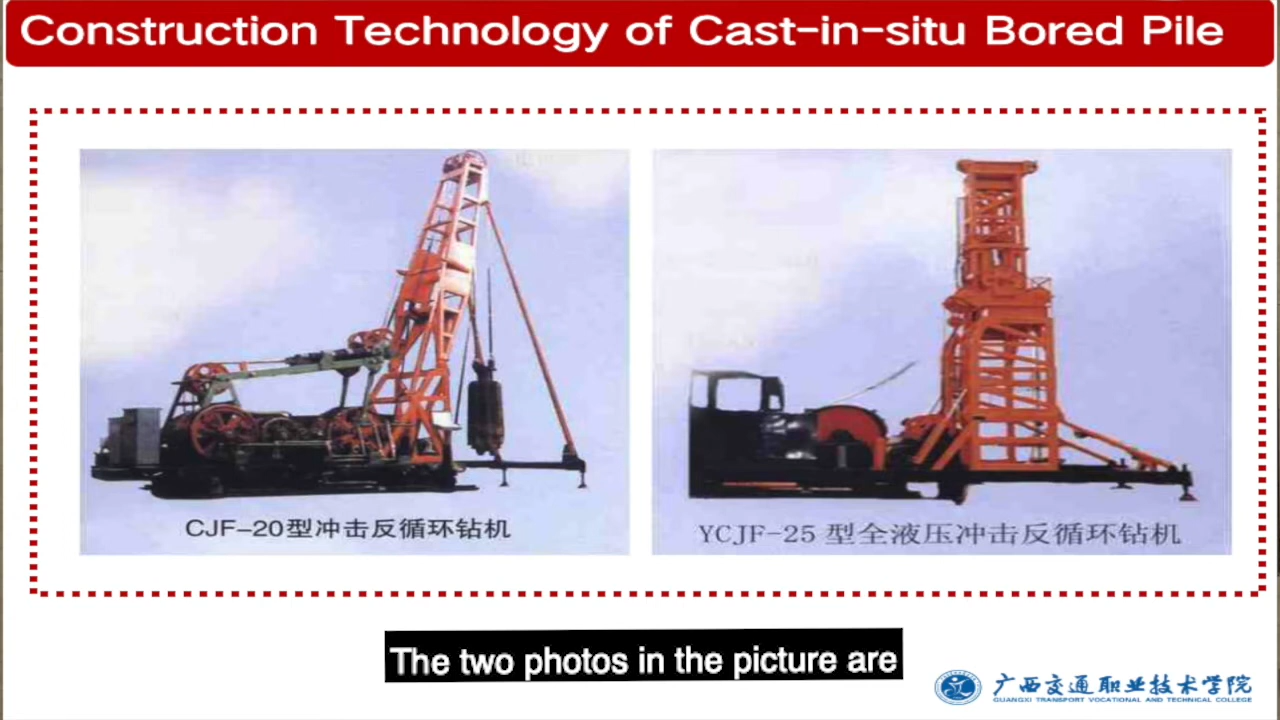 Construction Technology of Cast-in-situ Bored Pile
CJF-20型冲击反循环钻机
YCJF-25 型全液压冲击反循环钻机
The two photos in the picture are
广西交通职业技术学院
GUANGXI TRANSPORT VOCATIONAL AND TECHNICAL COLLEGE